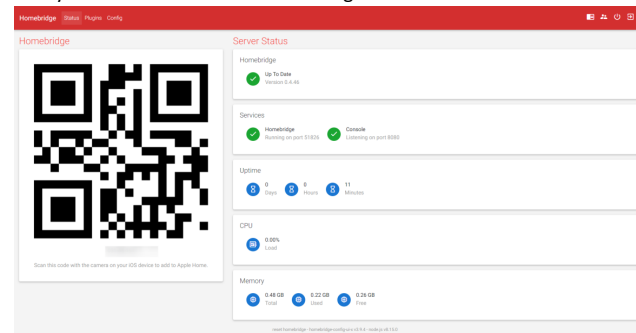 Homebridge Status Plugins Config
Homebridge
Scan this code with the camera on your iOS device to add to Apple Home.
Server Status
Homebridge
Up To Date
Version 0.4.46
Services
Homebridge
Running on port 51826
Console
Listening on port 8080
Uptime
0
Days
0
Hours
11
Minutes
CPU
0.00%
Load
Memory
0.48 GB
Total
0.22 GB
Used
0.26 GB
Free